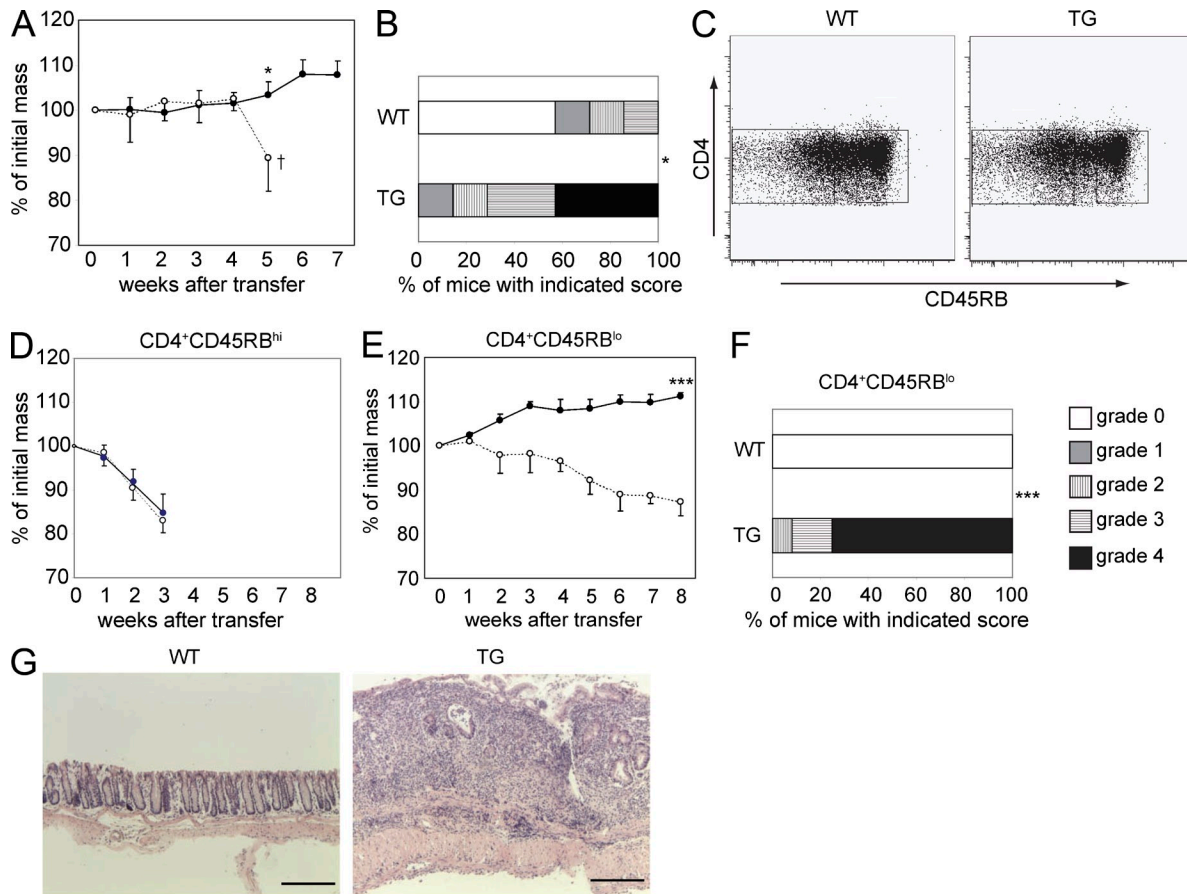 A
120
110
100
90
80
70
% of initial mass
*
†
0 1 2 3 4 5 6 7
weeks after transfer
B
WT
TG
*
0 20 40 60 80 100
% of mice with indicated score
C
WT
TG
CD4
CD45RB
D
CD4+CD45RBhi
120
110
100
90
80
70
% of initial mass
0 1 2 3 4 5 6 7 8
weeks after transfer
E
CD4+CD45RBlo
120
110
100
90
80
70
% of initial mass
***
0 1 2 3 4 5 6 7 8
weeks after transfer
F
CD4+CD45RBlo
WT
TG
***
0 20 40 60 80 100
% of mice with indicated score
grade 0
grade 1
grade 2
grade 3
grade 4
G
WT
TG